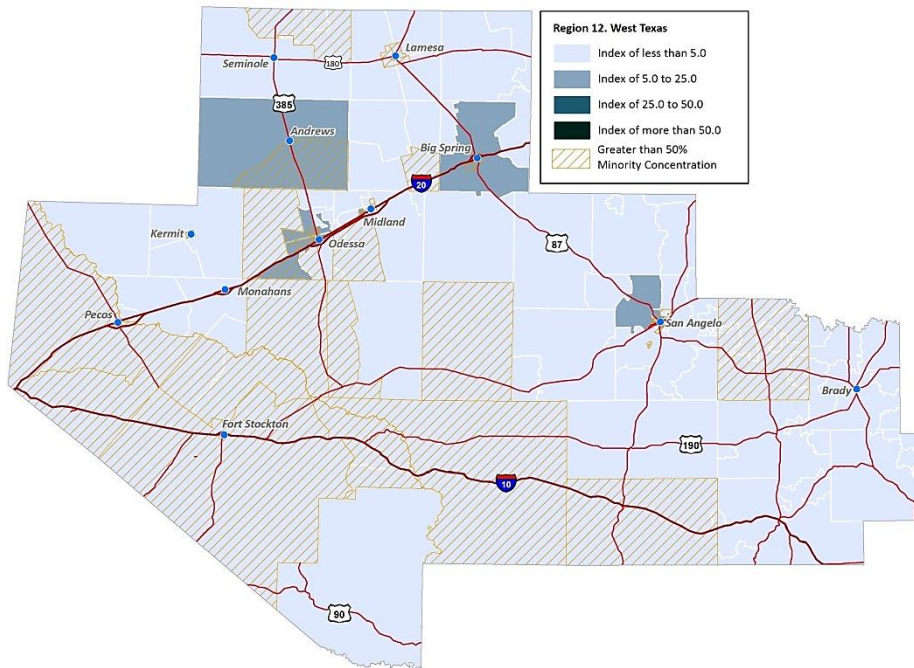 Region 12. West Texas
Index of less than 5.0
Index of 5.0 to 25.0
Index of 25.0 to 50.0
Index of more than 50.0
Greater than 50%
Minority Concentration
Lamesa
Seminole
180
385
Andrews
Big Spring
20
Midland
Kermit
Odessa
87
Monahans
Pecos
San Angelo
Brady
Fort Stockton
190
10
90